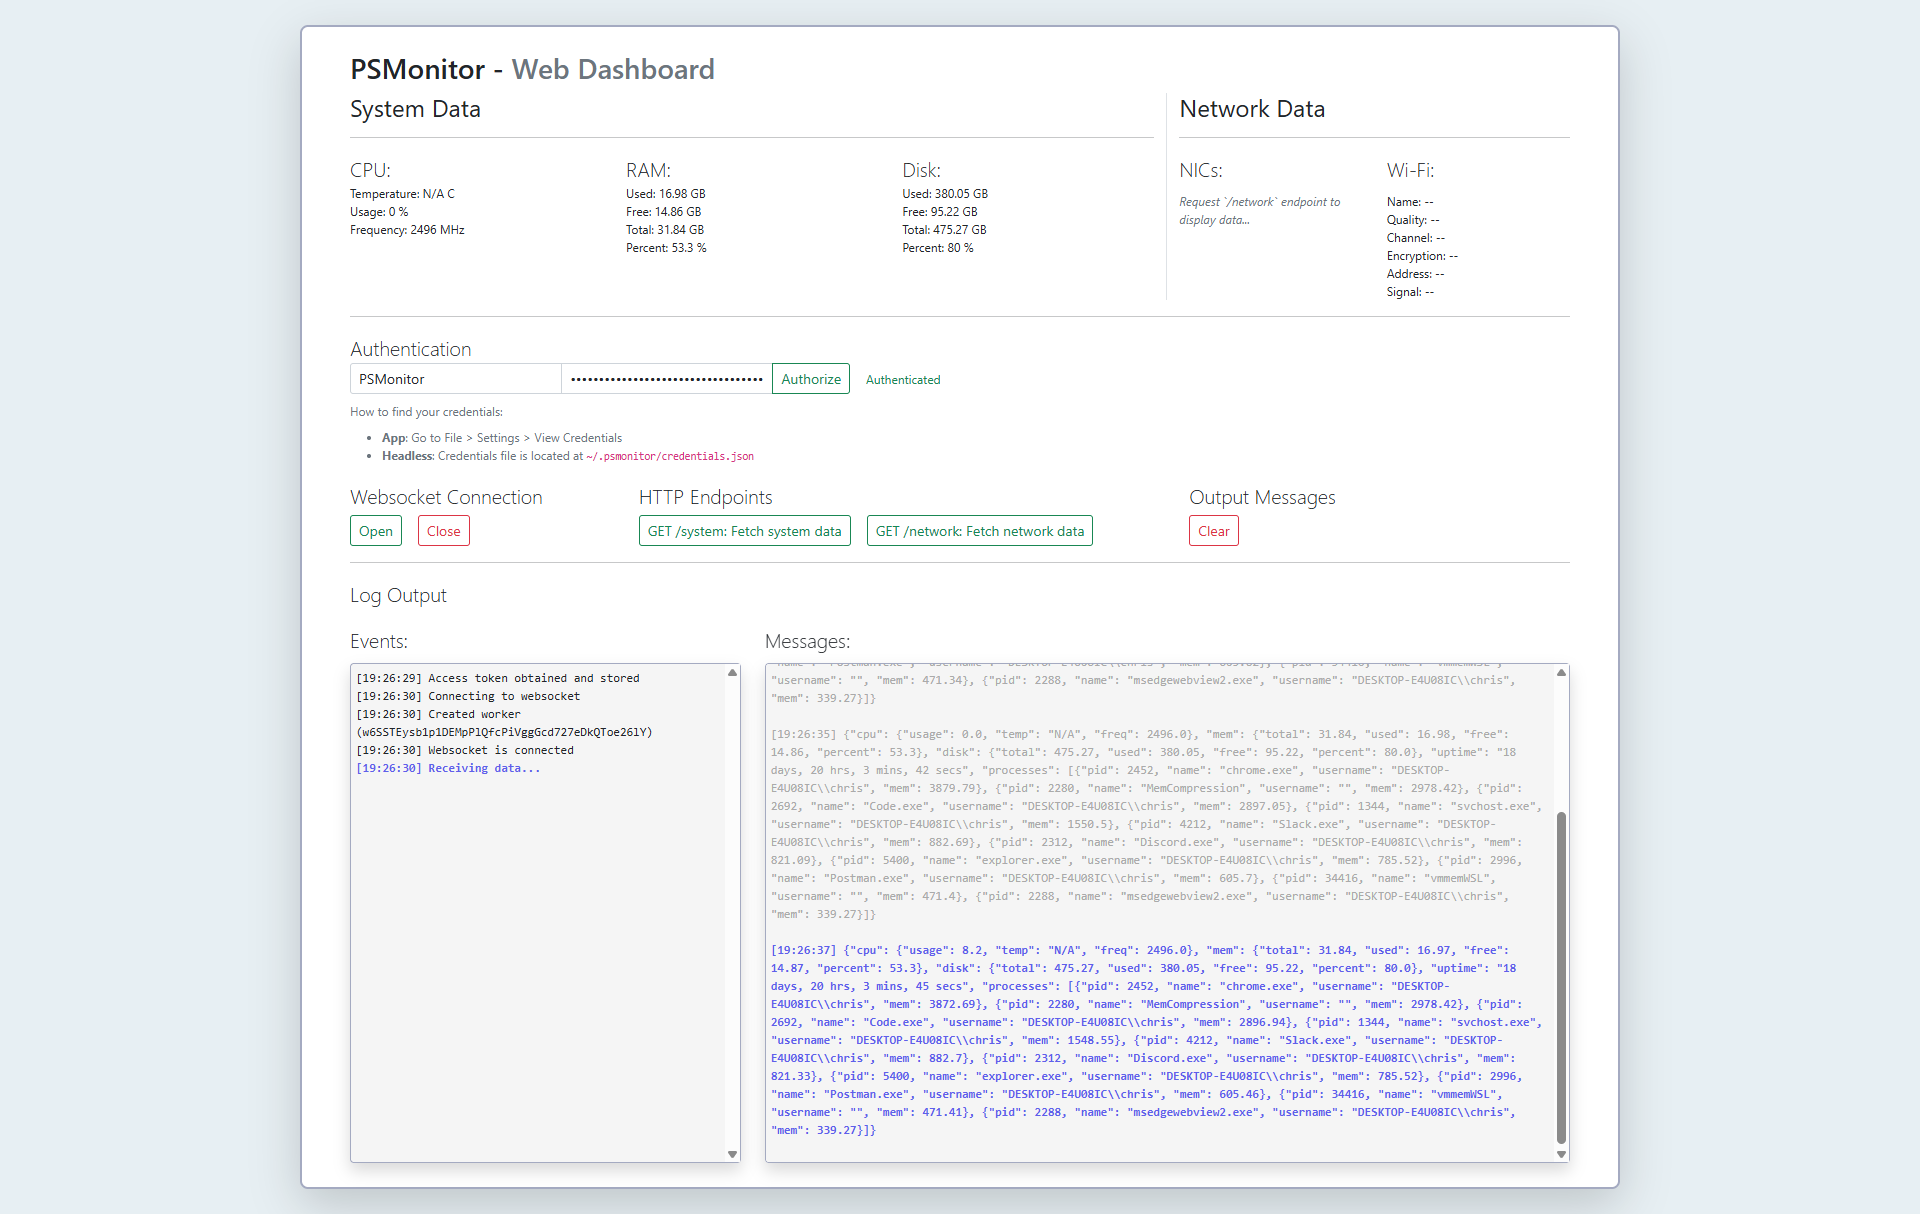 PSMonitor - Web Dashboard
System Data
CPU:
Temperature: N/A C
Usage: 0 %
Frequency: 2496 MHz
RAM:
Used: 16.98 GB
Free: 14.86 GB
Total: 31.84 GB
Percent: 53.3 %
Disk:
Used: 380.05 GB
Free: 95.22 GB
Total: 475.27 GB
Percent: 80 %
Network Data
NICs:
Request `/network` endpoint to
display data...
Wi-Fi:
Name: --
Quality: --
Channel: --
Encryption: --
Address: --
Signal: --
Authentication
PSMonitor
••••••••••••••••••••••••••••••••
Authorize
Authenticated
How to find your credentials:
• App: Go to File > Settings > View Credentials
• Headless: Credentials file is located at ~/.psmonitor/credentials.json
Websocket Connection
Open
Close
HTTP Endpoints
GET /system: Fetch system data
GET /network: Fetch network data
Output Messages
Clear
Log Output
Events:
[19:26:29] Access token obtained and stored
[19:26:30] Connecting to websocket
[19:26:30] Created worker
(w6SSTEysb1p1DEMpPlQfcPiVggGcd727eDkQToe26lY)
[19:26:30] Websocket is connected
[19:26:30] Receiving data...
Messages:
"username": "", "mem": 471.34}, {"pid": 2288, "name": "msedgewebview2.exe", "username": "DESKTOP-E4U08IC\\chris",
"mem": 339.27}]}
[19:26:35] {"cpu": {"usage": 0.0, "temp": "N/A", "freq": 2496.0}, "mem": {"total": 31.84, "used": 16.98, "free":
14.86, "percent": 53.3}, "disk": {"total": 475.27, "used": 380.05, "free": 95.22, "percent": 80.0}, "uptime": "18
days, 20 hrs, 3 mins, 42 secs", "processes": [{"pid": 2452, "name": "chrome.exe", "username": "DESKTOP-
E4U08IC\\chris", "mem": 3879.79}, {"pid": 2280, "name": "MemCompression", "username": "", "mem": 2978.42}, {"pid":
2692, "name": "Code.exe", "username": "DESKTOP-E4U08IC\\chris", "mem": 2897.05}, {"pid": 1344, "name": "svchost.exe",
"username": "DESKTOP-E4U08IC\\chris", "mem": 1550.5}, {"pid": 4212, "name": "Slack.exe", "username": "DESKTOP-
E4U08IC\\chris", "mem": 882.69}, {"pid": 2312, "name": "Discord.exe", "username": "DESKTOP-E4U08IC\\chris", "mem":
821.09}, {"pid": 5400, "name": "explorer.exe", "username": "DESKTOP-E4U08IC\\chris", "mem": 785.52}, {"pid": 2996,
"name": "Postman.exe", "username": "DESKTOP-E4U08IC\\chris", "mem": 605.7}, {"pid": 34416, "name": "vmmemWSL",
"username": "", "mem": 471.4}, {"pid": 2288, "name": "msedgewebview2.exe", "username": "DESKTOP-E4U08IC\\chris",
"mem": 339.27}]}
[19:26:37] {"cpu": {"usage": 8.2, "temp": "N/A", "freq": 2496.0}, "mem": {"total": 31.84, "used": 16.97, "free":
14.87, "percent": 53.3}, "disk": {"total": 475.27, "used": 380.05, "free": 95.22, "percent": 80.0}, "uptime": "18
days, 20 hrs, 3 mins, 45 secs", "processes": [{"pid": 2452, "name": "chrome.exe", "username": "DESKTOP-
E4U08IC\\chris", "mem": 3872.69}, {"pid": 2280, "name": "MemCompression", "username": "", "mem": 2978.42}, {"pid":
2692, "name": "Code.exe", "username": "DESKTOP-E4U08IC\\chris", "mem": 2896.94}, {"pid": 1344, "name": "svchost.exe",
"username": "DESKTOP-E4U08IC\\chris", "mem": 1548.55}, {"pid": 4212, "name": "Slack.exe", "username": "DESKTOP-
E4U08IC\\chris", "mem": 882.7}, {"pid": 2312, "name": "Discord.exe", "username": "DESKTOP-E4U08IC\\chris", "mem":
821.33}, {"pid": 5400, "name": "explorer.exe", "username": "DESKTOP-E4U08IC\\chris", "mem": 785.52}, {"pid": 2996,
"name": "Postman.exe", "username": "DESKTOP-E4U08IC\\chris", "mem": 605.46}, {"pid": 34416, "name": "vmmemWSL",
"username": "", "mem": 471.41}, {"pid": 2288, "name": "msedgewebview2.exe", "username": "DESKTOP-E4U08IC\\chris",
"mem": 339.27}]}